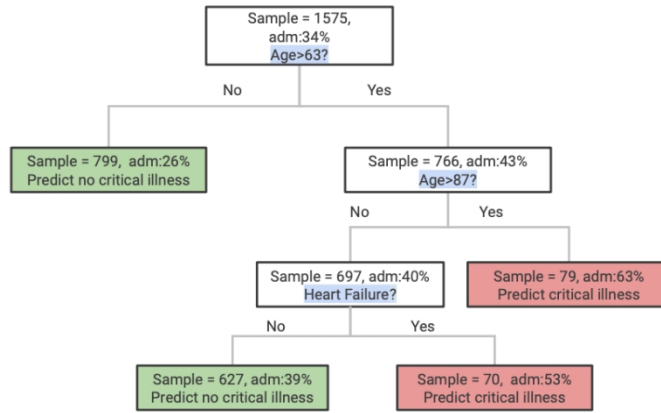 Sample = 1575,
adm:34%
Age>63?
No
Yes
Sample = 799, adm:26%
Predict no critical illness
Sample = 766, adm:43%
Age>87?
No
Yes
Sample = 697, adm:40%
Heart Failure?
Sample = 79, adm:63%
Predict critical illness
No
Yes
Sample = 627, adm:39%
Predict no critical illness
Sample = 70, adm:53%
Predict critical illness